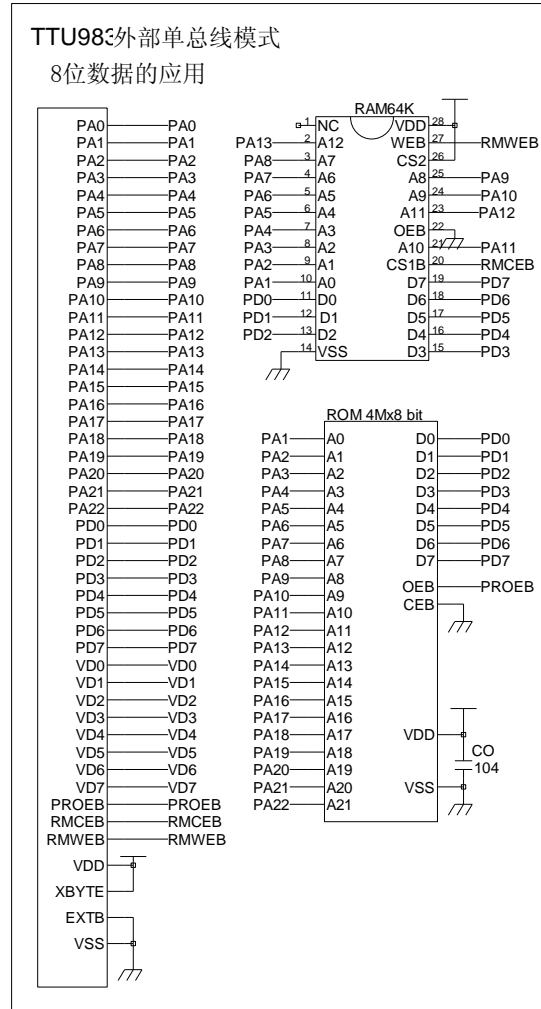 TTU983外部单总线模式
8位数据的应用
PA0 PA0
PA1 PA1
PA2 PA2
PA3 PA3
PA4 PA4
PA5 PA5
PA6 PA6
PA7 PA7
PA8 PA8
PA9 PA9
PA10 PA10
PA11 PA11
PA12 PA12
PA13 PA13
PA14 PA14
PA15 PA15
PA16 PA16
PA17 PA17
PA18 PA18
PA19 PA19
PA20 PA20
PA21 PA21
PA22 PA22
PD0 PD0
PD1 PD1
PD2 PD2
PD3 PD3
PD4 PD4
PD5 PD5
PD6 PD6
PD7 PD7
VD0 VD0
VD1 VD1
VD2 VD2
VD3 VD3
VD4 VD4
VD5 VD5
VD6 VD6
VD7 VD7
PROEB PROEB
RMCEB RMCEB
RMWEB RMWEB
VDD
XBYTE
EXTB
VSS
RAM64K
1 NC VDD 28
PA13 2 A12 WEB 27 RMWEB
PA8 3 A7 CS2 26
PA7 4 A6 A8 25 PA9
PA6 5 A5 A9 24 PA10
PA5 6 A4 A11 23 PA12
PA4 7 A3 OEB 22
PA3 8 A2 A10 21 PA11
PA2 9 A1 CS1B 20 RMCEB
PA1 10 A0 D7 19 PD7
PD0 11 D0 D6 18 PD6
PD1 12 D1 D5 17 PD5
PD2 13 D2 D4 16 PD4
14 VSS D3 15 PD3
ROM 4Mx8 bit
PA1 A0 D0 PD0
PA2 A1 D1 PD1
PA3 A2 D2 PD2
PA4 A3 D3 PD3
PA5 A4 D4 PD4
PA6 A5 D5 PD5
PA7 A6 D6 PD6
PA8 A7 D7 PD7
PA9 A8 OEB PROEB
PA10 A9 CEB
PA11 A10
PA12 A11
PA13 A12
PA14 A13
PA15 A14
PA16 A15
PA17 A16
PA18 A17 VDD
PA19 A18 CO
PA20 A19 104
PA21 A20 VSS
PA22 A21